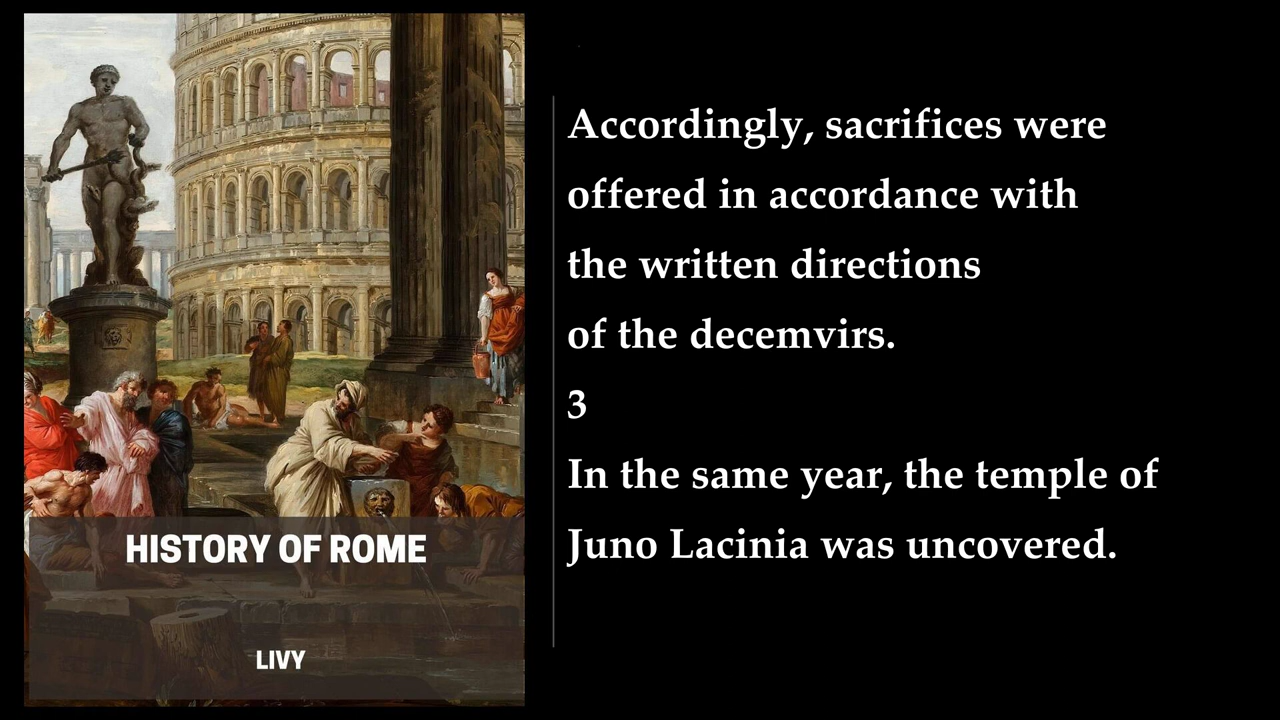 HISTORY OF ROME
LIVY
Accordingly, sacrifices were
offered in accordance with
the written directions
of the decemvirs.
3
In the same year, the temple of
Juno Lacinia was uncovered.